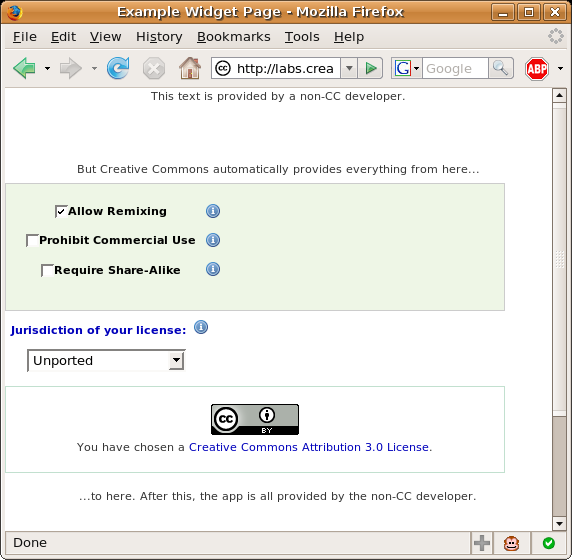 Example Widget Page - Mozilla Firefox
File Edit View History Bookmarks Tools Help
cc http://labs.crea G Google ABP
This text is provided by a non-CC developer.
But Creative Commons automatically provides everything from here...
Allow Remixing
Prohibit Commercial Use
Require Share-Alike
Jurisdiction of your license:
Unported
cc BY
You have chosen a Creative Commons Attribution 3.0 License.
...to here. After this, the app is all provided by the non-CC developer.
Done